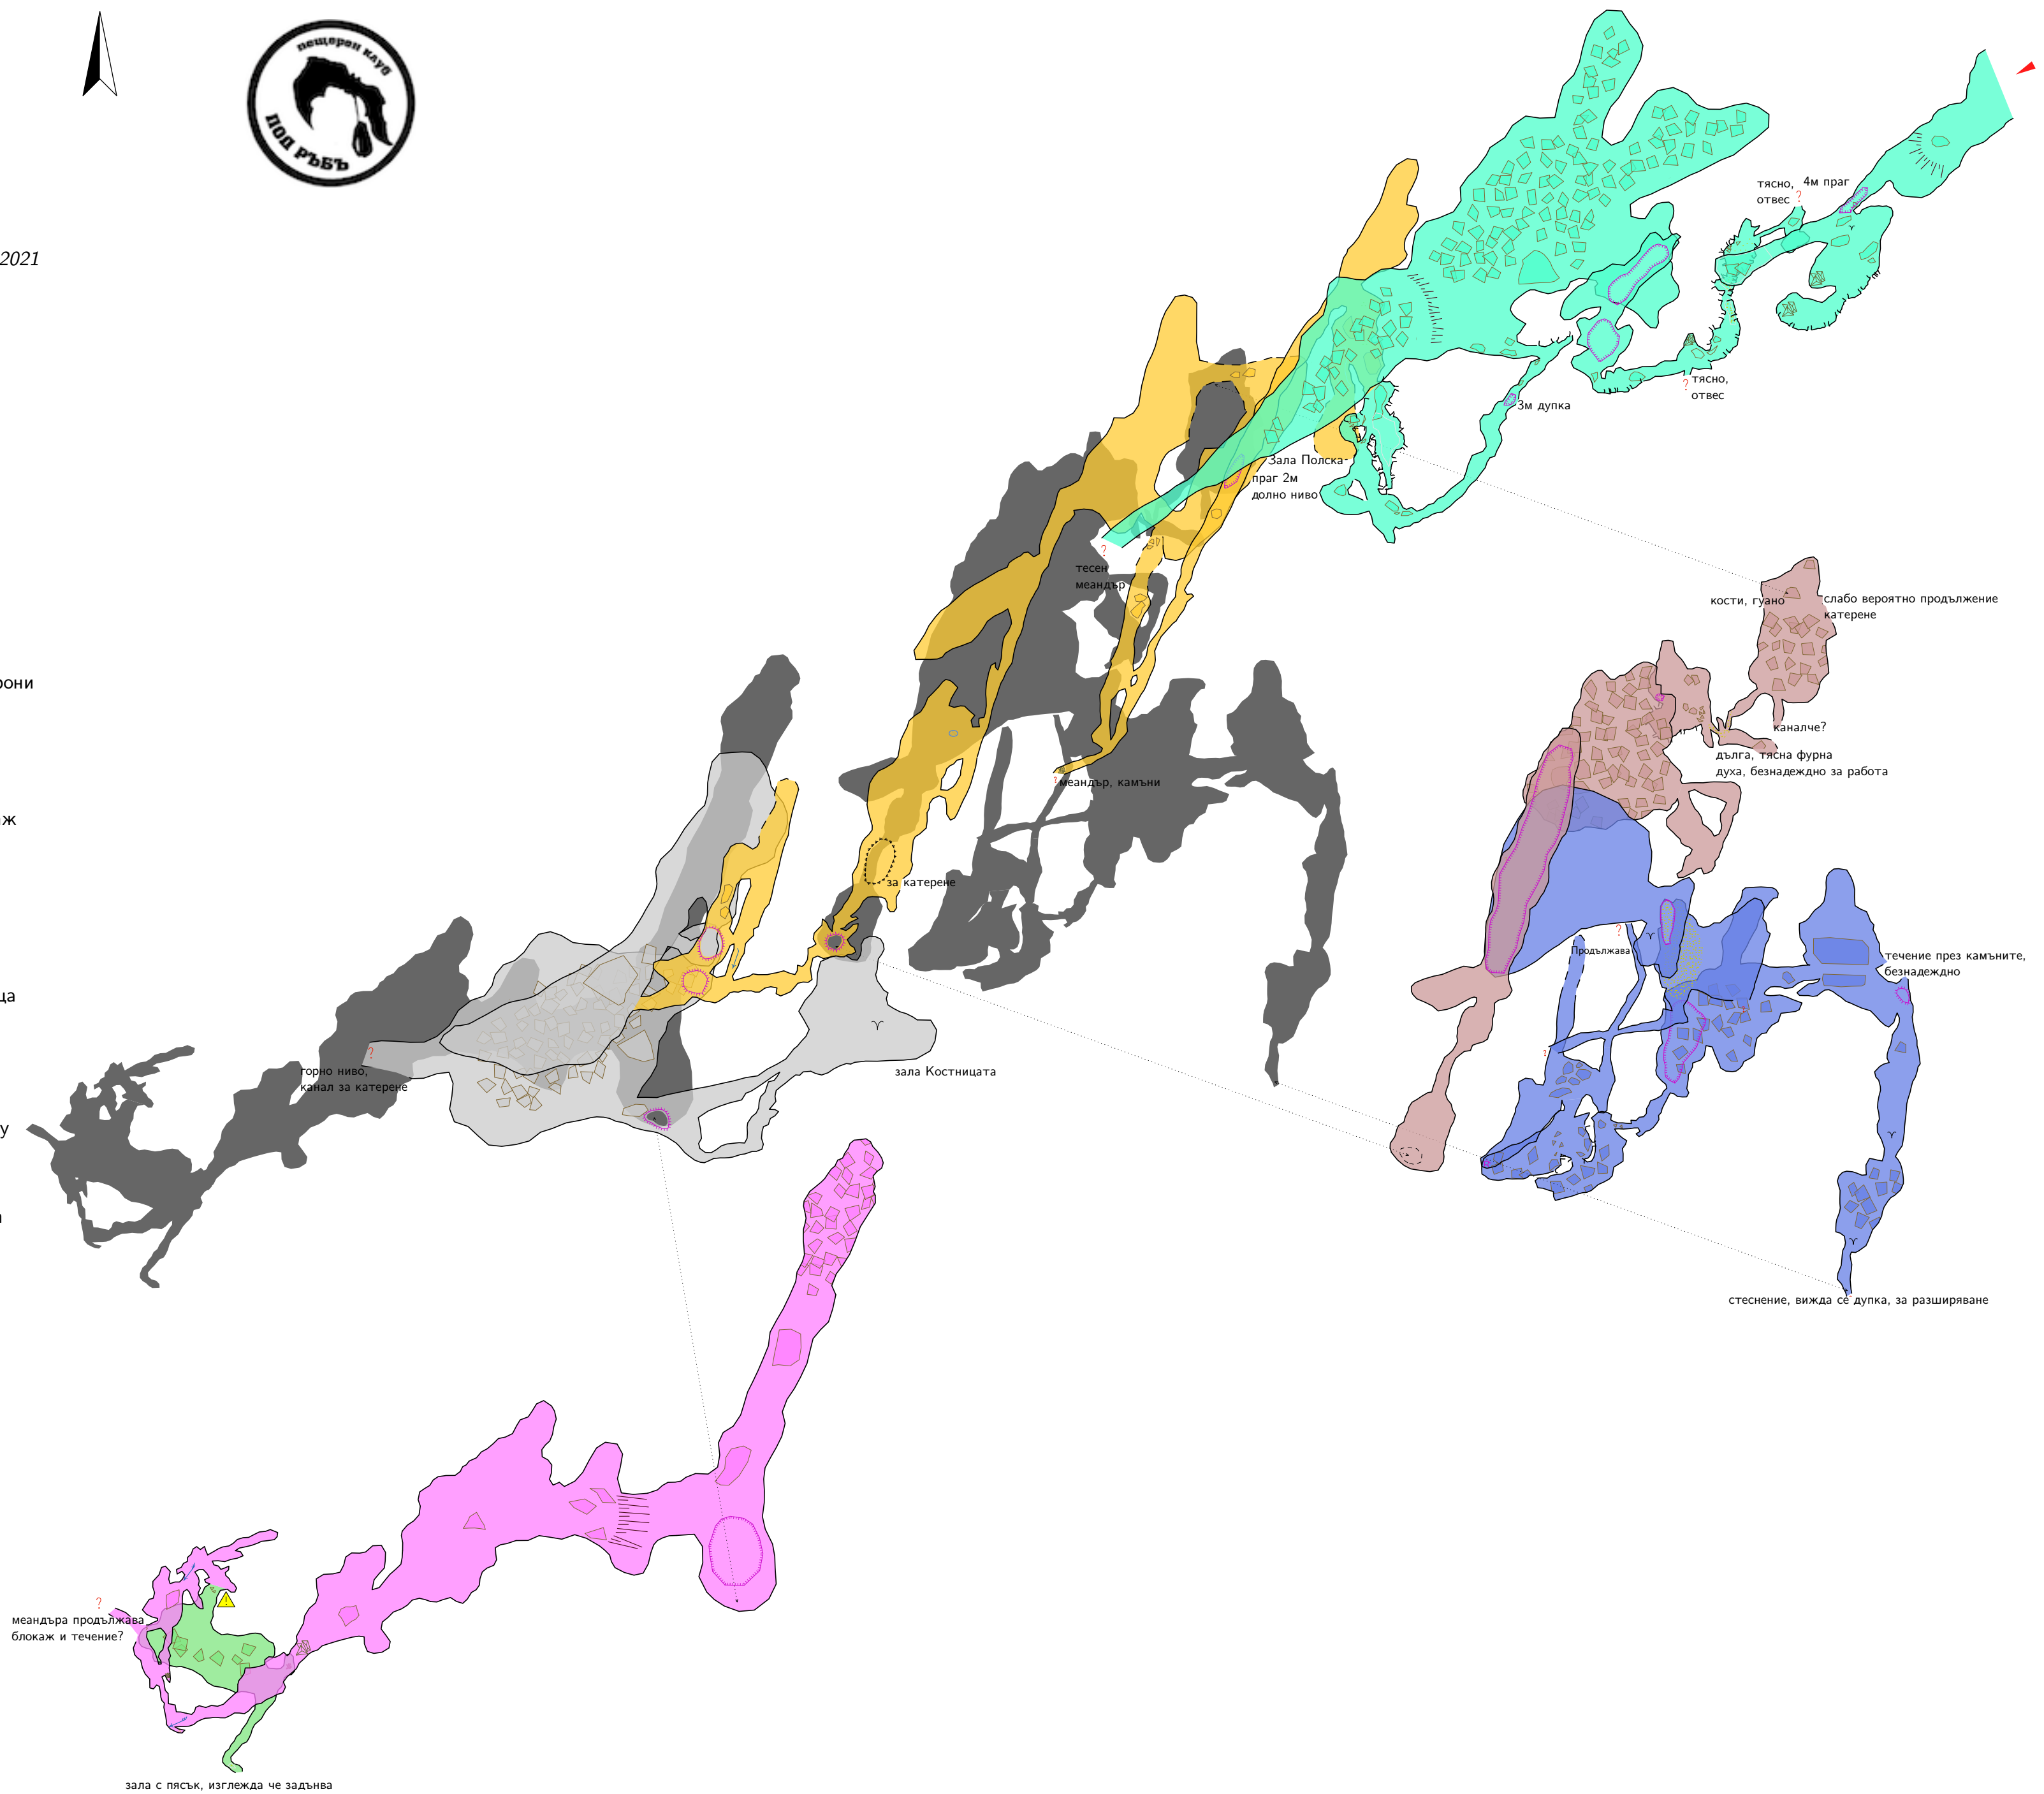 пещерен клуб
ПОД РЪБЪ
2021
тясно,
отвес
4м праг
?
тясно,
отвес
?
3м дупка
Зала Полска
праг 2м
долно ниво
?
тесен
меандър
кости, гуано
слабо вероятно продължение
катерене
рони
каналче?
дълга, тясна фурна
духа, безнадеждно за работа
?
меандър, камъни
аж
за катерене
?
Продължава
течение през камъните,
безнадеждно
ца
?
горно ниво,
канал за катерене
зала Костницата
?
у
стеснение, вижда се дупка, за разширяване
?
меандъра продължава
блокаж и течение?
зала с пясък, изглежда че задънва